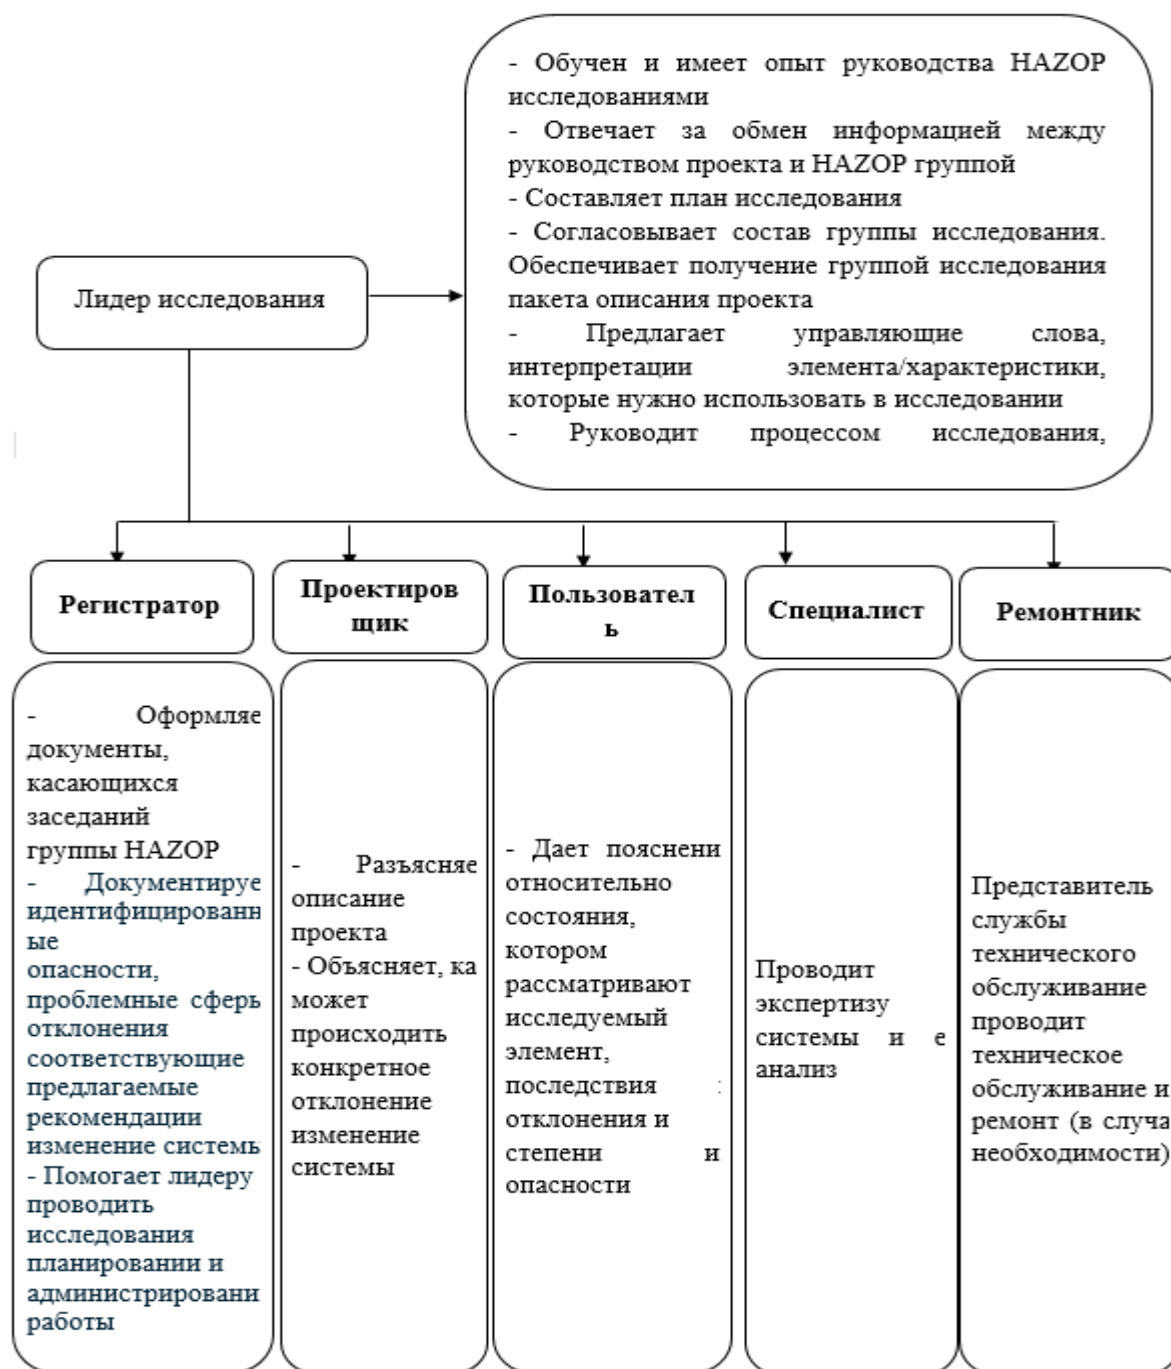 - Обучен и имеет опыт руководства HAZOP
исследованиями
- Отвечает за обмен информацией между
руководством проекта и HAZOP группой
- Составляет план исследования
- Согласовывает состав группы исследования.
Обеспечивает получение группой исследования
пакета описания проекта
- Предлагает управляющие слова,
интерпретации элемента/характеристики,
которые нужно использовать в исследовании
- Руководит процессом исследования,
Лидер исследования
Регистратор
Проектиров
щик
Пользовател
ь
Специалист
Ремонтник
- Оформляе
документы,
касающихся
заседаний
группы HAZOP
- Документируе
идентифицированн
ые
опасности,
проблемные сферы
отклонения
соответствующие
предлагаемые
рекомендации
изменение системы
- Помогает лидеру
проводить
исследования
планировании и
администрировани
работы
- Разъясняе
описание
проекта
- Объясняет, ка
может
происходить
конкретное
отклонение
изменение
системы
- Дает пояснени
относительно
состояния,
котором
рассматривают
исследуемый
элемент,
последствия
отклонения и
степени и
опасности
Проводит
экспертизу
системы и е
анализ
Представитель
службы
технического
обслуживание
проводит
техническое
обслуживание и
ремонт (в случа
необходимости)